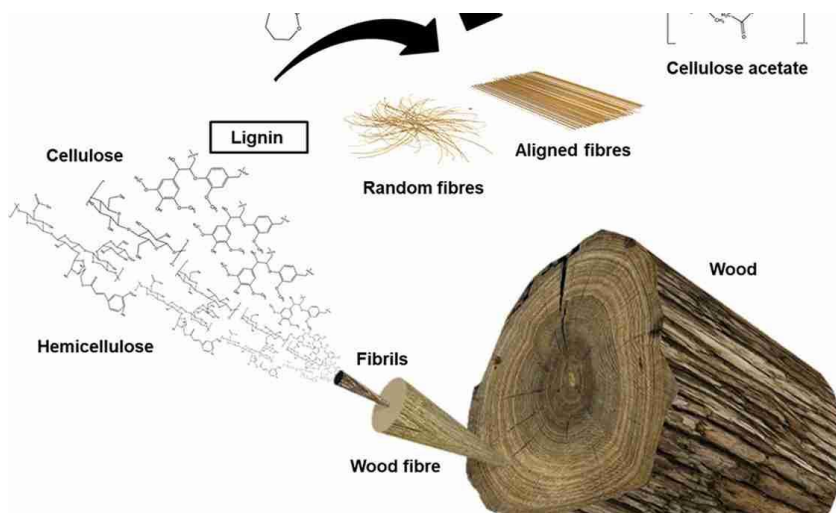 Cellulose acetate
Lignin
Aligned fibres
Cellulose
Random fibres
Wood
Hemicellulose
Fibrils
Wood fibre